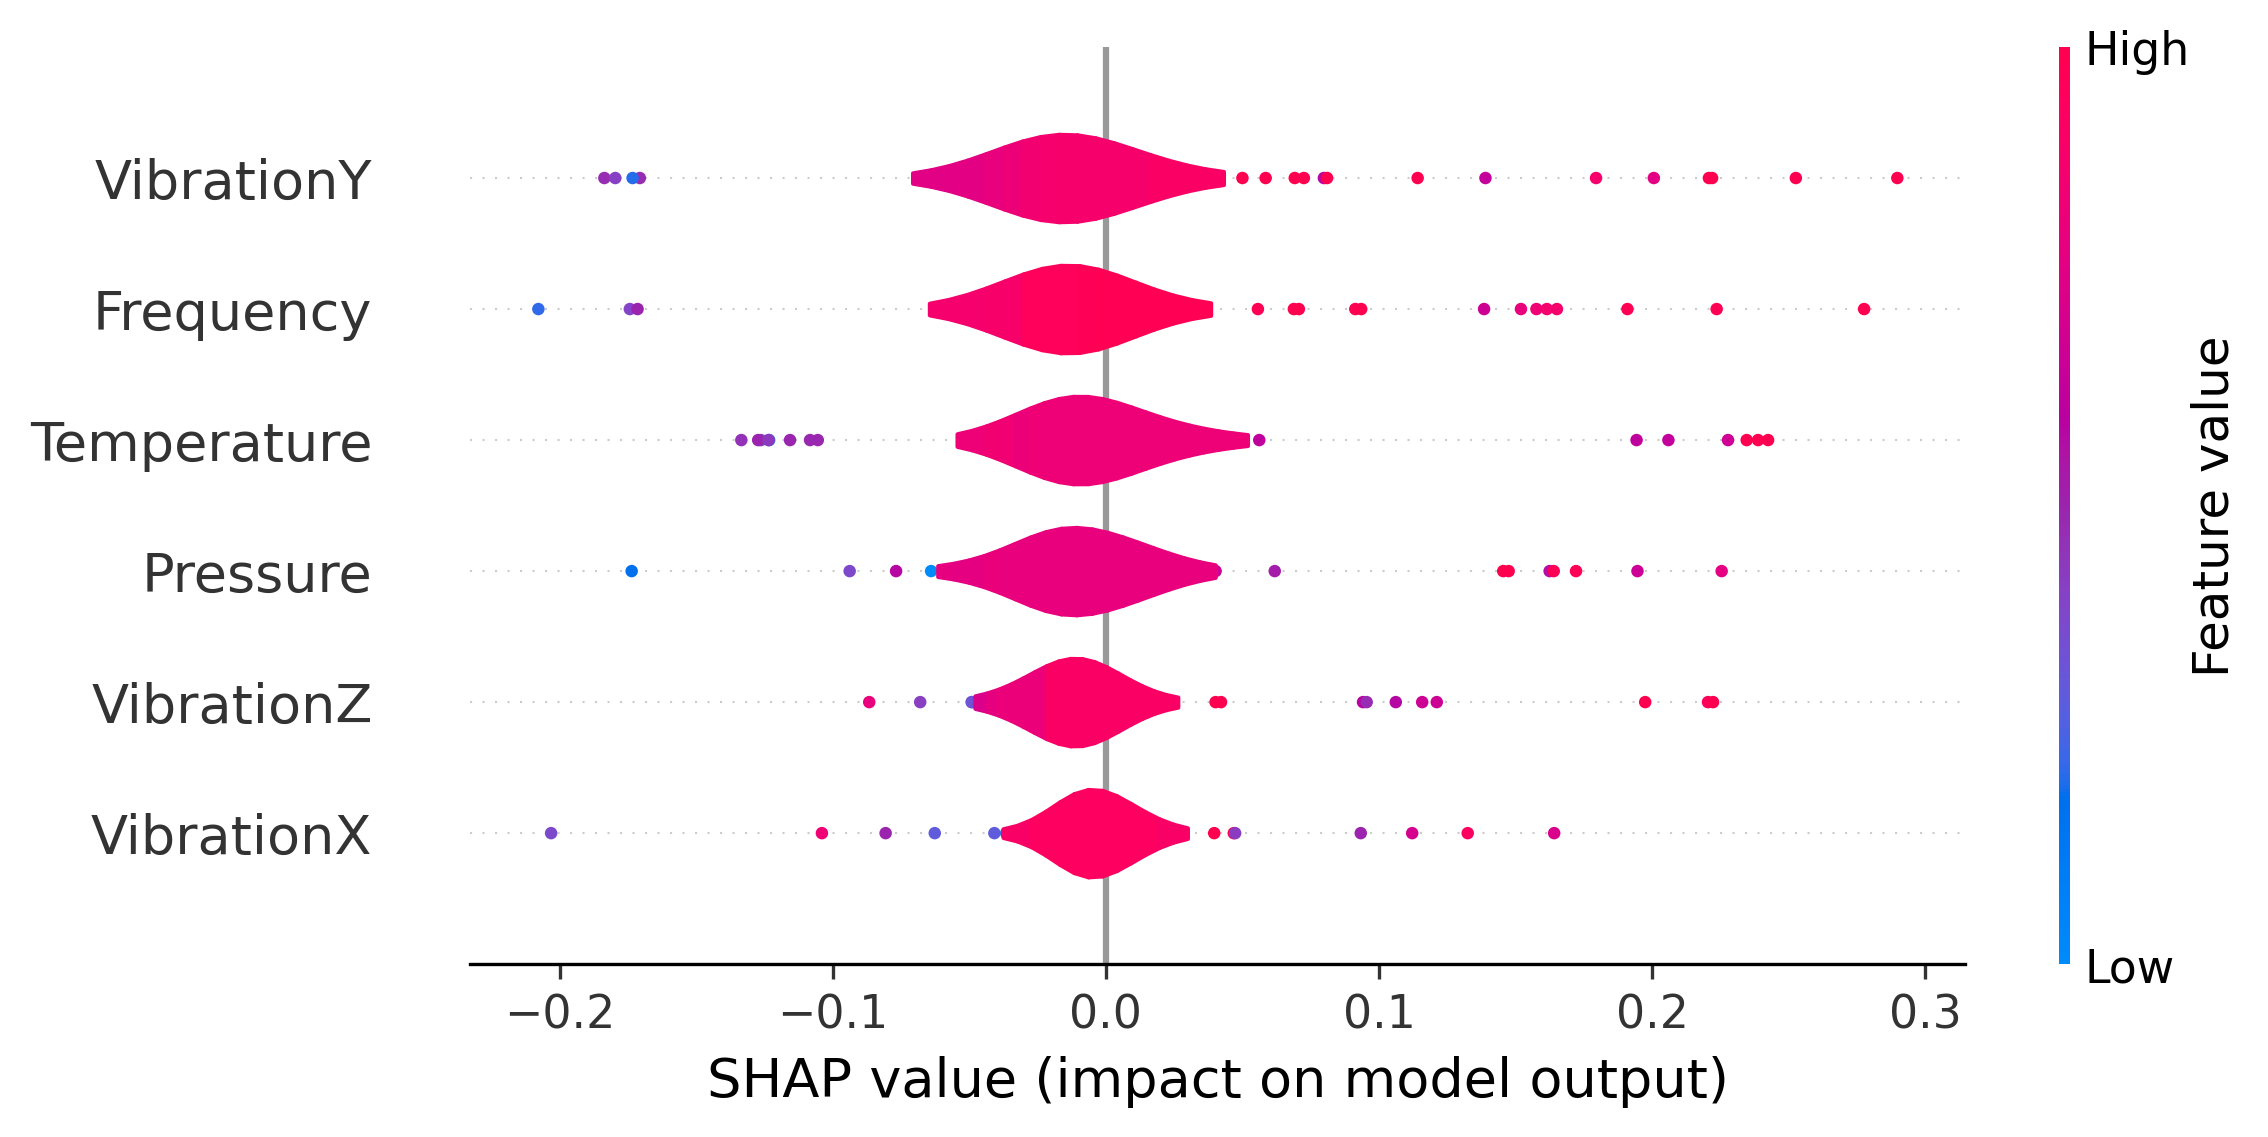 High
VibrationY
Frequency
Temperature
Pressure
VibrationZ
VibrationX
Feature value
Low
−0.2 −0.1 0.0 0.1 0.2 0.3
SHAP value (impact on model output)